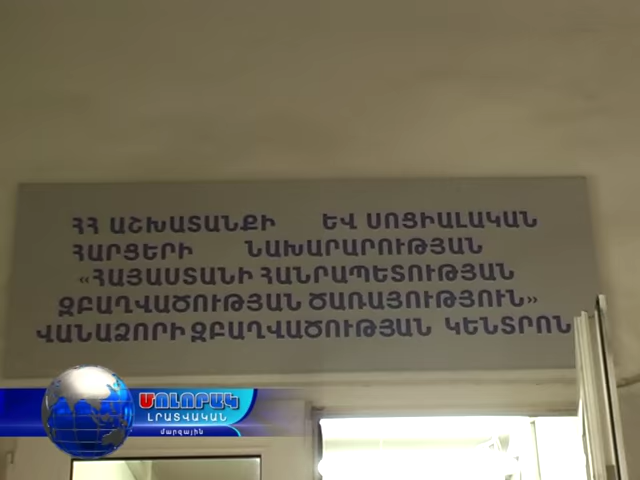 ՀՀ ԱՇԽԱՏԱՆՔԻ ԵՎ ՍՈՑԻԱԼԱԿԱՆ
ՀԱՐՑԵՐԻ ՆԱԽԱՐԱՐՈՒԹՅԱՆ
«ՀԱՅԱՍՏԱՆԻ ՀԱՆՐԱՊԵՏՈՒԹՅԱՆ
ԶԲԱՂՎԱԾՈՒԹՅԱՆ ԾԱՌԱՅՈՒԹՅՈՒՆ»
ՎԱՆԱՁՈՐԻ ԶԲԱՂՎԱԾՈՒԹՅԱՆ ԿԵՆՏՐՈՆ
ՄՈԼՈՐԱԿ
ԼՐԱՏՎԱԿԱՆ
մարզային